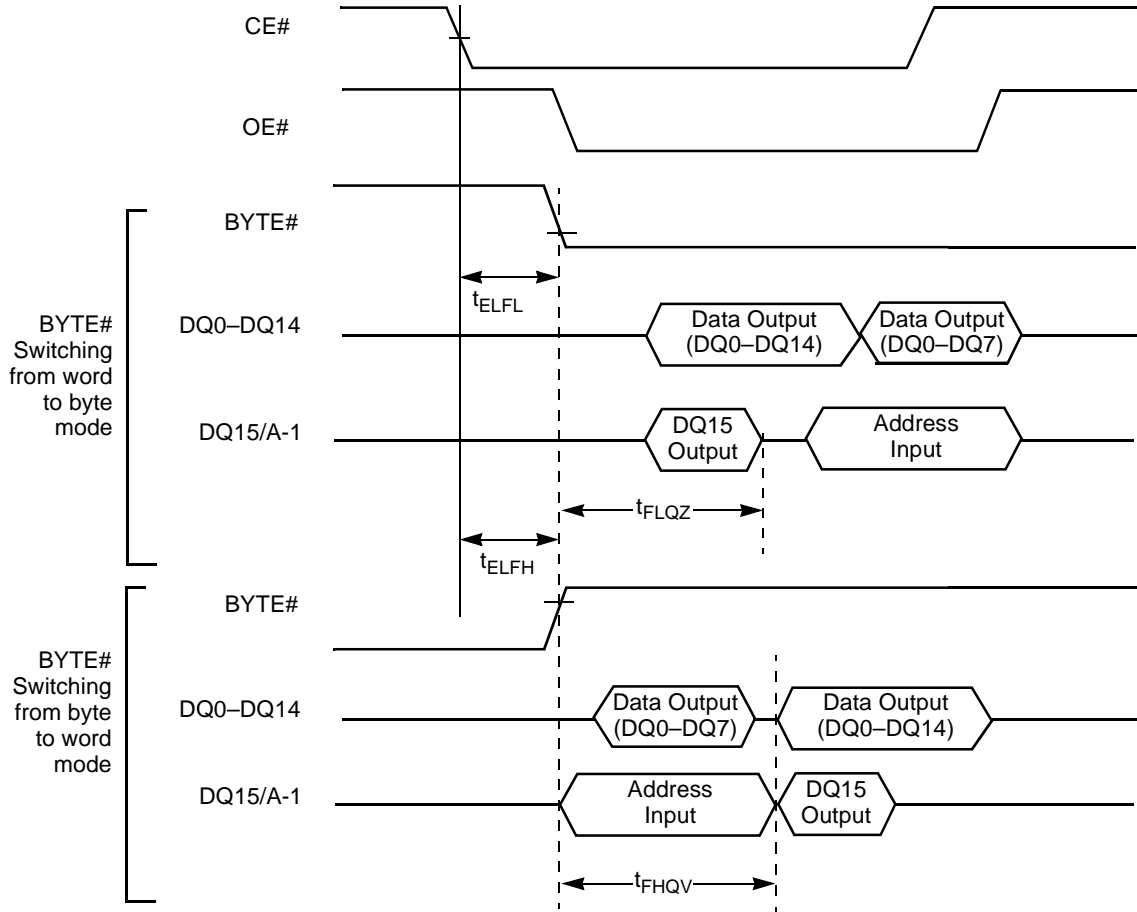 CE#
OE#
BYTE#
tELFL
BYTE#
Switching
from word
to byte
mode
DQ0–DQ14
Data Output
(DQ0–DQ14)
Data Output
(DQ0–DQ7)
DQ15/A-1
DQ15
Output
Address
Input
tFLQZ
tELFH
BYTE#
BYTE#
Switching
from byte
to word
mode
DQ0–DQ14
Data Output
(DQ0–DQ7)
Data Output
(DQ0–DQ14)
DQ15/A-1
Address
Input
DQ15
Output
tFHQV